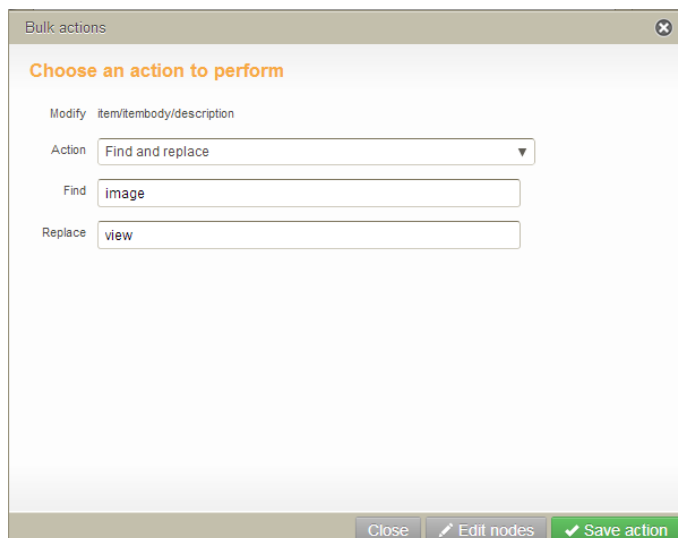 Bulk actions
Choose an action to perform
Modify item/itembody/description
Action Find and replace
Find image
Replace view
Close Edit nodes Save action